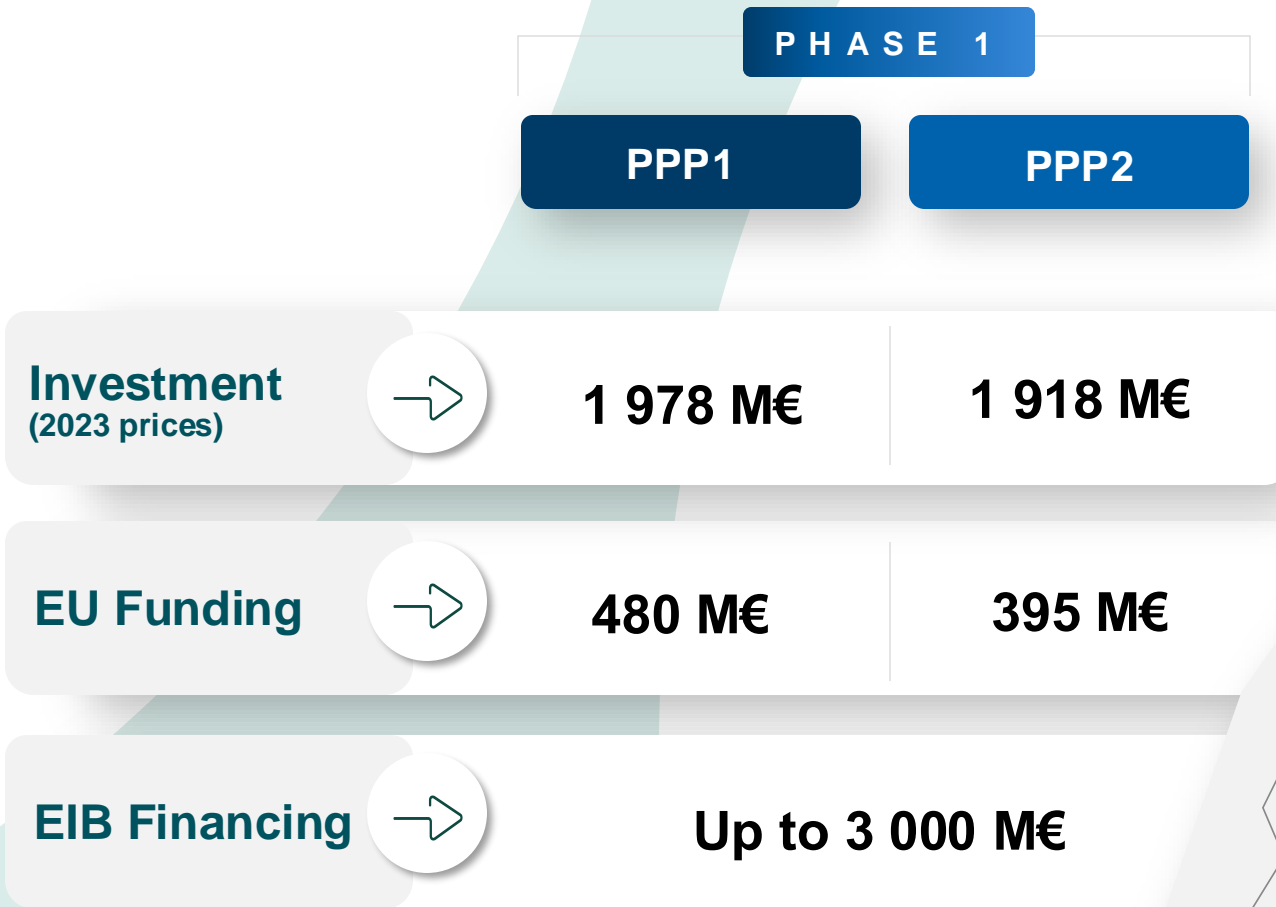 PHASE 1
PPP1
PPP2
Investment
(2023 prices)
1 978 M€
1 918 M€
EU Funding
480 M€
395 M€
EIB Financing
Up to 3 000 M€